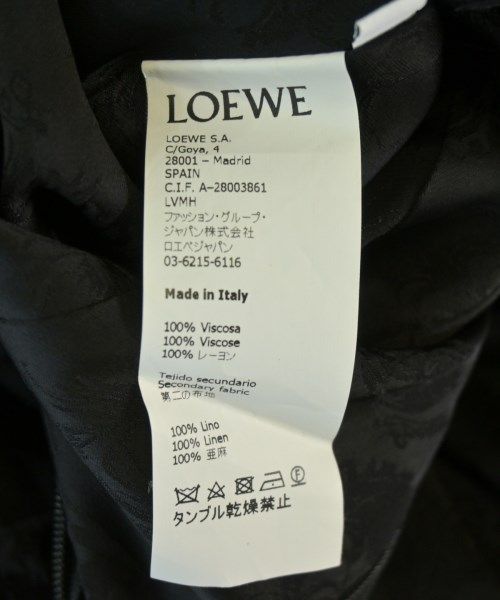 LOEWE
LOEWE S.A.
C/Goya, 4
28001 – Madrid
SPAIN
C.I.F. A-28003861
LVMH
ファッション・グループ・
ジャパン株式会社
ロエベジャパン
03-6215-6116
Made in Italy
100% Viscosa
100% Viscose
100% レーヨン
Tejido secundario
Secondary fabric
第二の布地
100% Lino
100% Linen
100% 亜麻
F
タンブル乾燥禁止